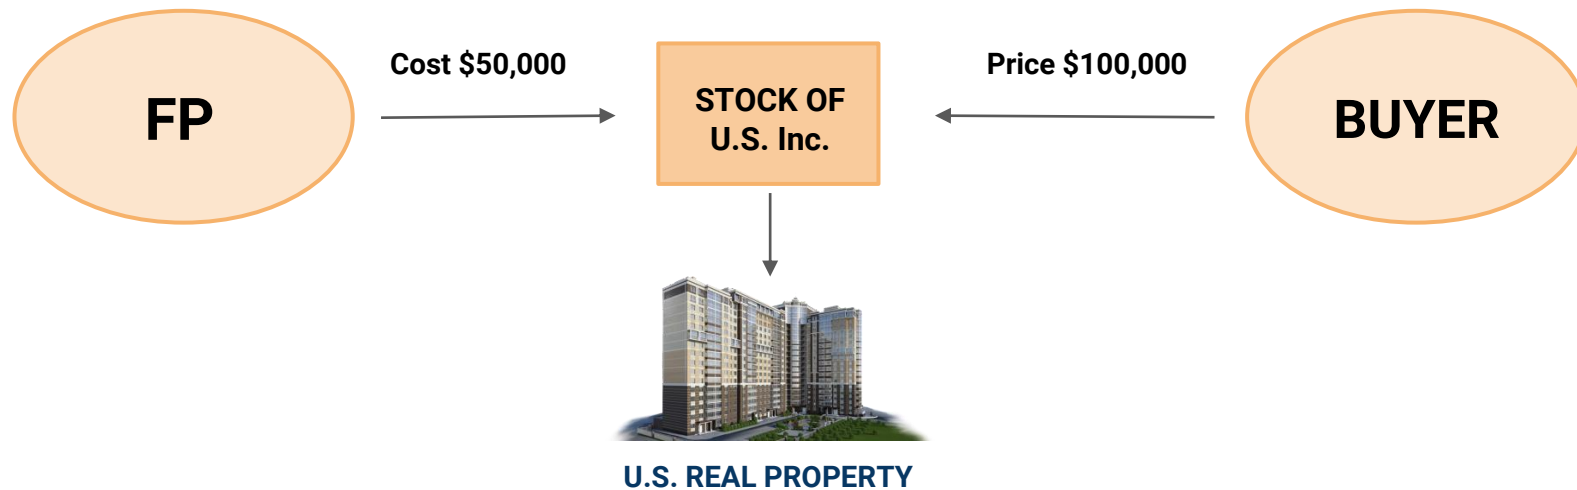 FP
Cost $50,000
STOCK OF
U.S. Inc.
Price $100,000
BUYER
U.S. REAL PROPERTY